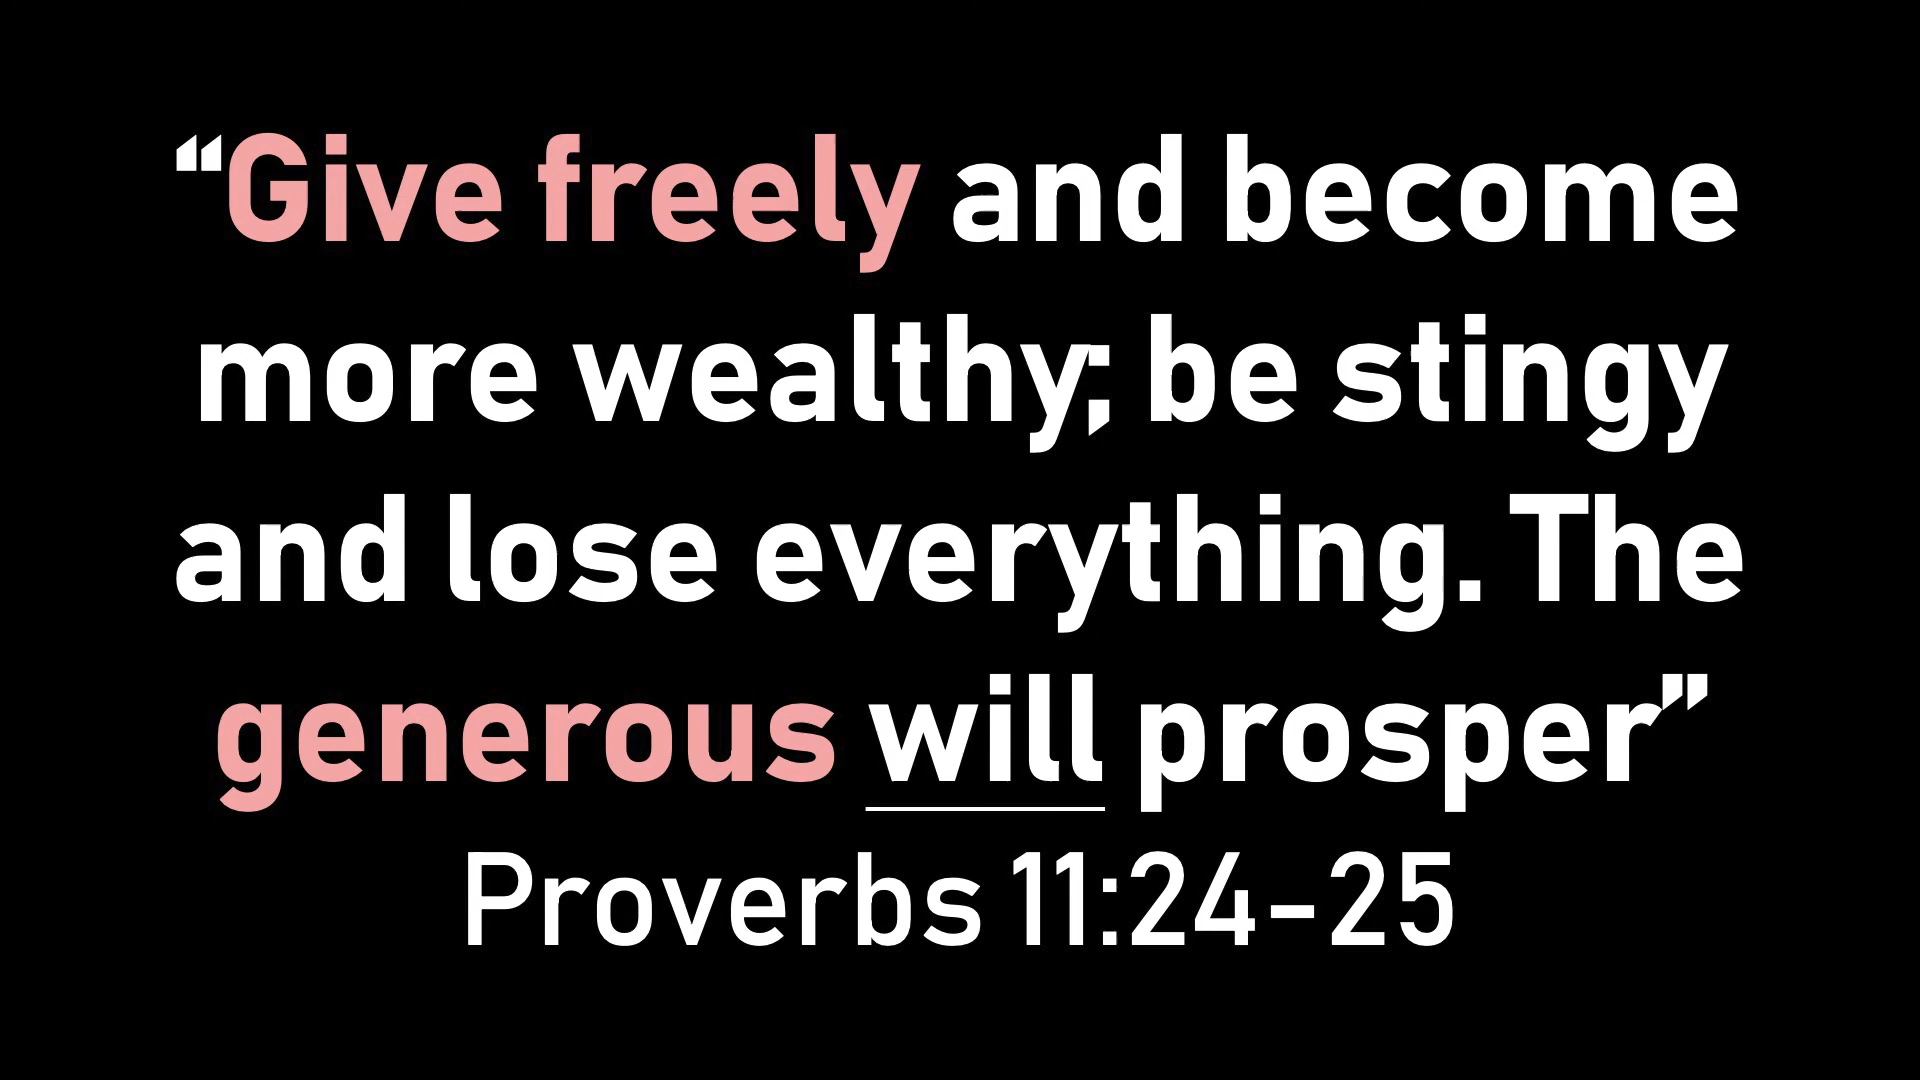 “Give freely and become
more wealthy; be stingy
and lose everything. The
generous will prosper”
Proverbs 11:24-25